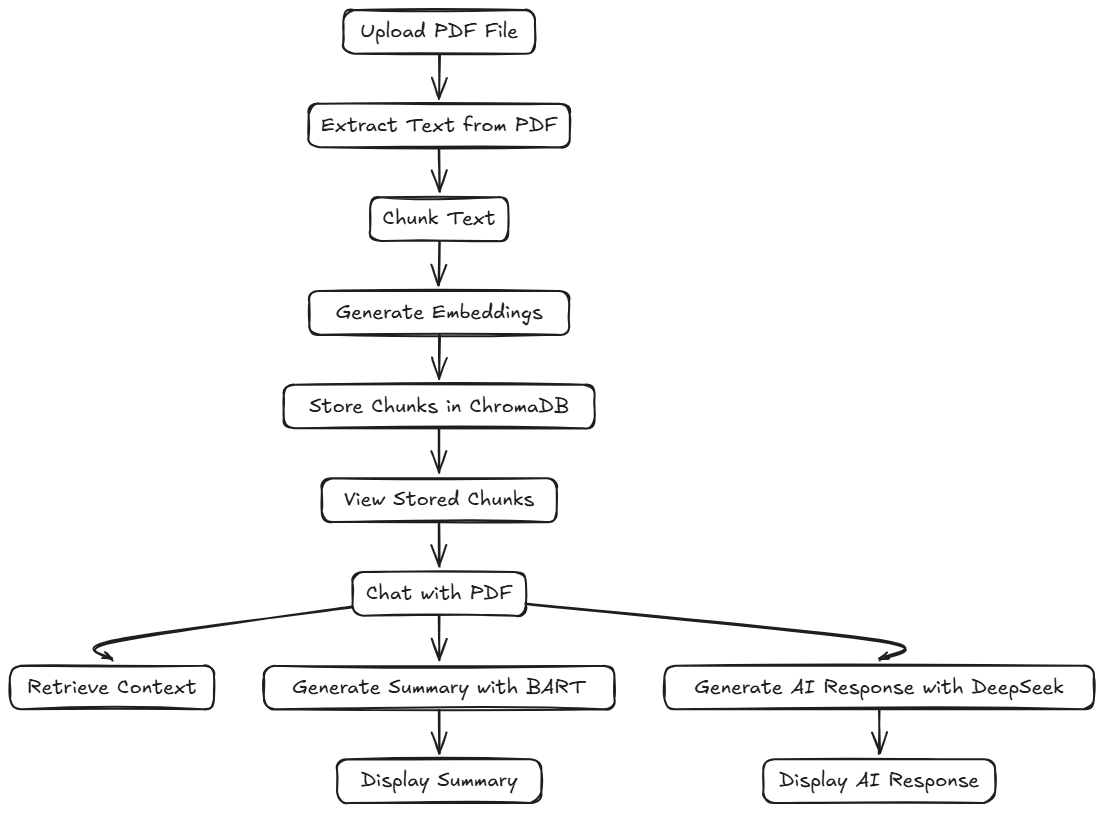 Upload PDF File
Extract Text from PDF
Chunk Text
Generate Embeddings
Store Chunks in ChromaDB
View Stored Chunks
Chat with PDF
Retrieve Context
Generate Summary with BART
Generate AI Response with DeepSeek
Display Summary
Display AI Response